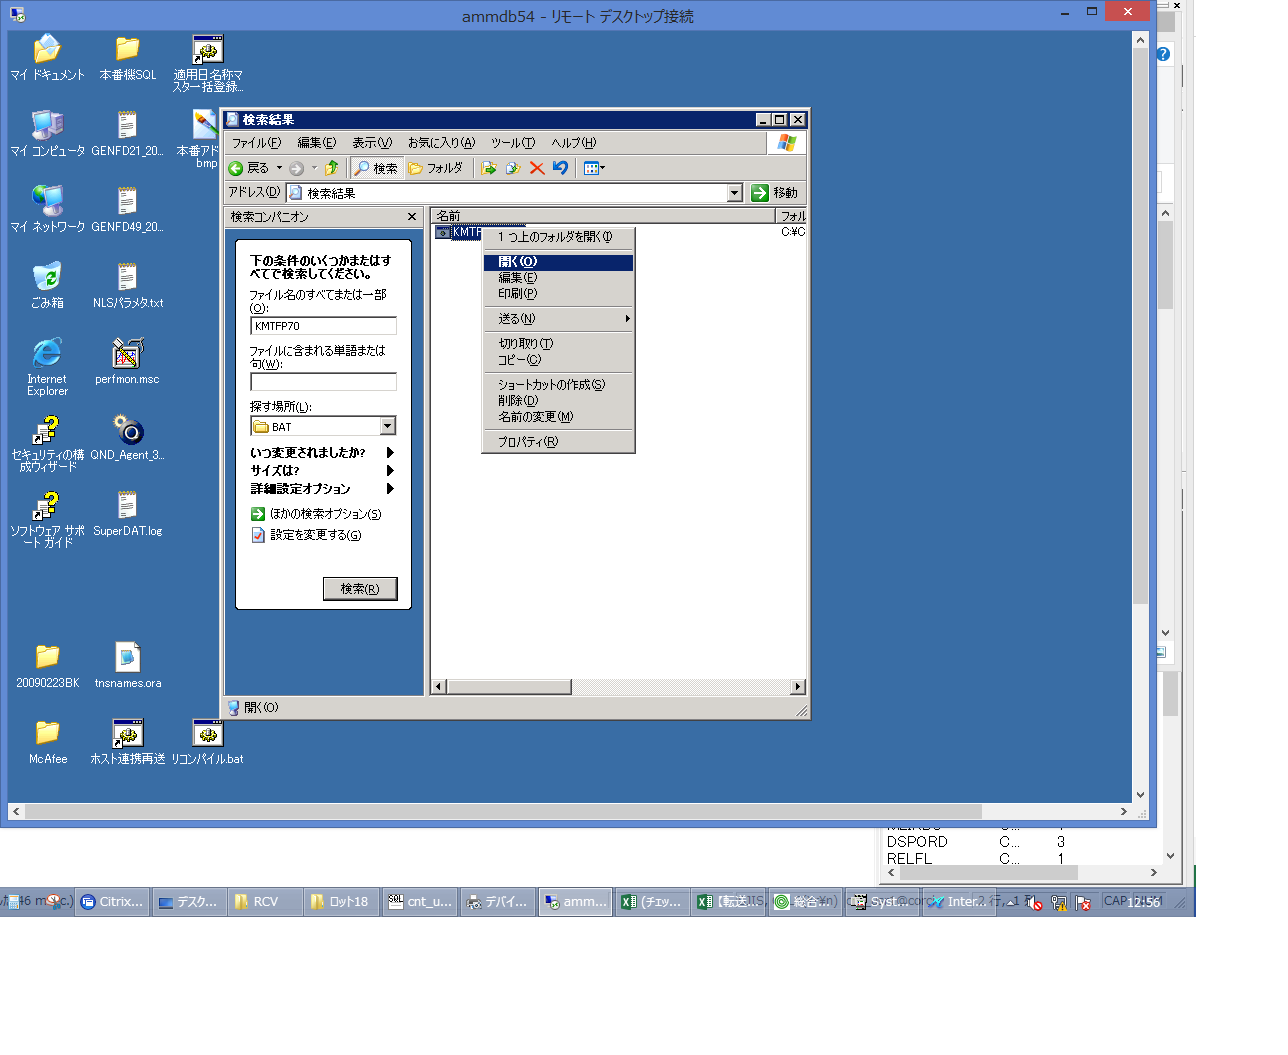 ammdb54 - リモート デスクトップ接続
マイ ドキュメント
本番機SQL
適用日名称マスター括登録...
マイ コンピュータ
GENFD21_20...
本番アド
bmp
マイ ネットワーク
GENFD49_20...
ごみ箱
NLSパラメタ.txt
Internet
Explorer
perfmon.msc
セキュリティの構
成ウィザード
QND_Agent_3...
ソフトウェア サポ
ート ガイド
SuperDAT.log
20090223BK
tnsnames.ora
McAfee
ホスト連携再送
リコンパイル.bat
検索結果
ファイル(F)
編集(E)
表示(V)
お気に入り(A)
ツール(T)
ヘルプ(H)
戻る
検索
フォルダ
アドレス(D)
検索結果
移動
検索コンパニオン
下の条件のいくつかまたはす
べてで検索してください。
ファイル名のすべてまたは一部
(O):
KMTFP70
ファイルに含まれる単語または
句(W):
探す場所(L):
BAT
いつ変更されましたか?
サイズは?
詳細設定オプション
ほかの検索オプション(S)
設定を変更する(G)
検索(R)
名前
フォル
KMTF
C:¥C
1 つ上のフォルダを開く(I)
開く(O)
編集(E)
印刷(P)
送る(N)
切り取り(T)
コピー(C)
ショートカットの作成(S)
削除(D)
名前の変更(M)
プロパティ(R)
開く(O)
DSPORD C... 3
RELFL C... 1
Citrix...
デスク...
RCV
ロット18
cnt_u...
デバイ...
amm...
(チェッ...
【転送...
総合...
Syst...
Inter...
2 行, 1 列
CAP
12:56